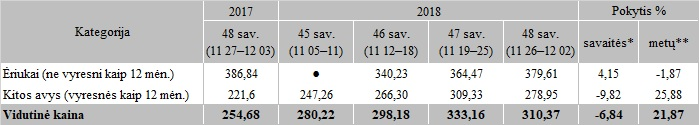 Kategorija 2017 2018 Pokytis %
48 sav. (11 27–12 03) 45 sav. (11 05–11) 46 sav. (11 12–18) 47 sav. (11 19–25) 48 sav. (11 26–12 02) savaitės* metų**
Ėriukai (ne vyresni kaip 12 mėn.) 386,84 ● 340,23 364,47 379,61 4,15 -1,87
Kitos avys (vyresnės kaip 12 mėn.) 221,6 247,26 266,30 309,33 278,95 -9,82 25,88
Vidutinė kaina 254,68 280,22 298,18 333,16 310,37 -6,84 21,87